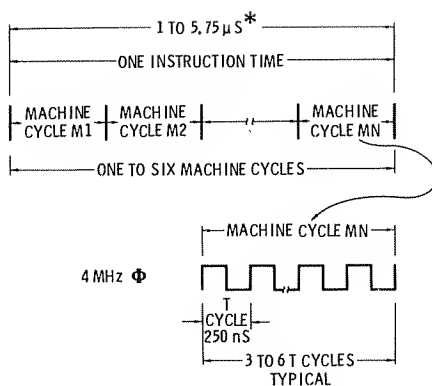 1 TO 5.75 μS*
ONE INSTRUCTION TIME
MACHINE CYCLE M1
MACHINE CYCLE M2
MACHINE CYCLE MN
ONE TO SIX MACHINE CYCLES
MACHINE CYCLE MN
4 MHz Φ
T
CYCLE
250 nS
3 TO 6 T CYCLES
TYPICAL